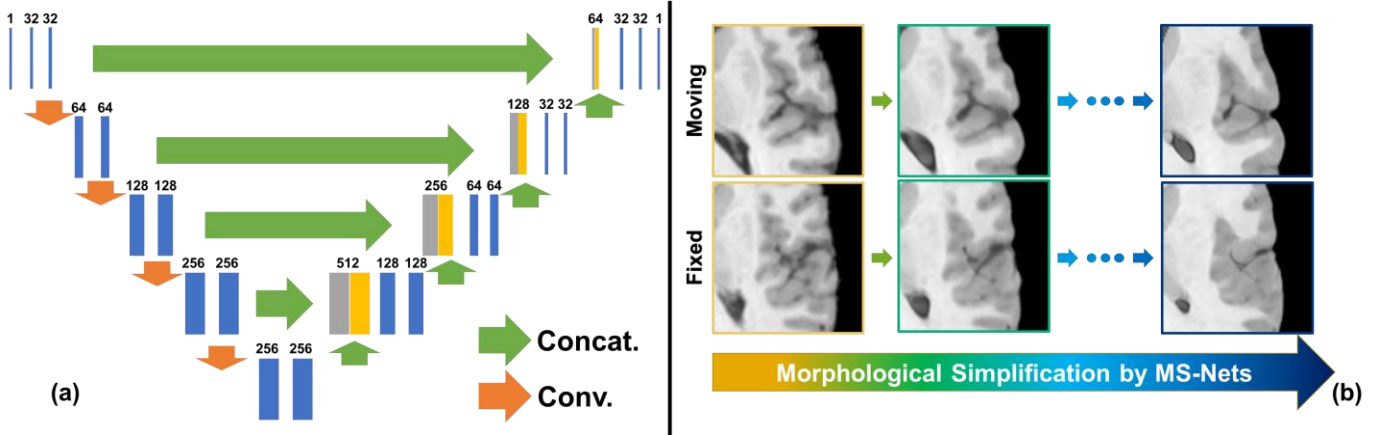 1 32 32
64
32 32 1
64 64
128
32 32
128 128
256
64 64
256 256
512
128 128
256 256
Concat.
Conv.
(a)
Moving
Fixed
Morphological Simplification by MS-Nets
(b)